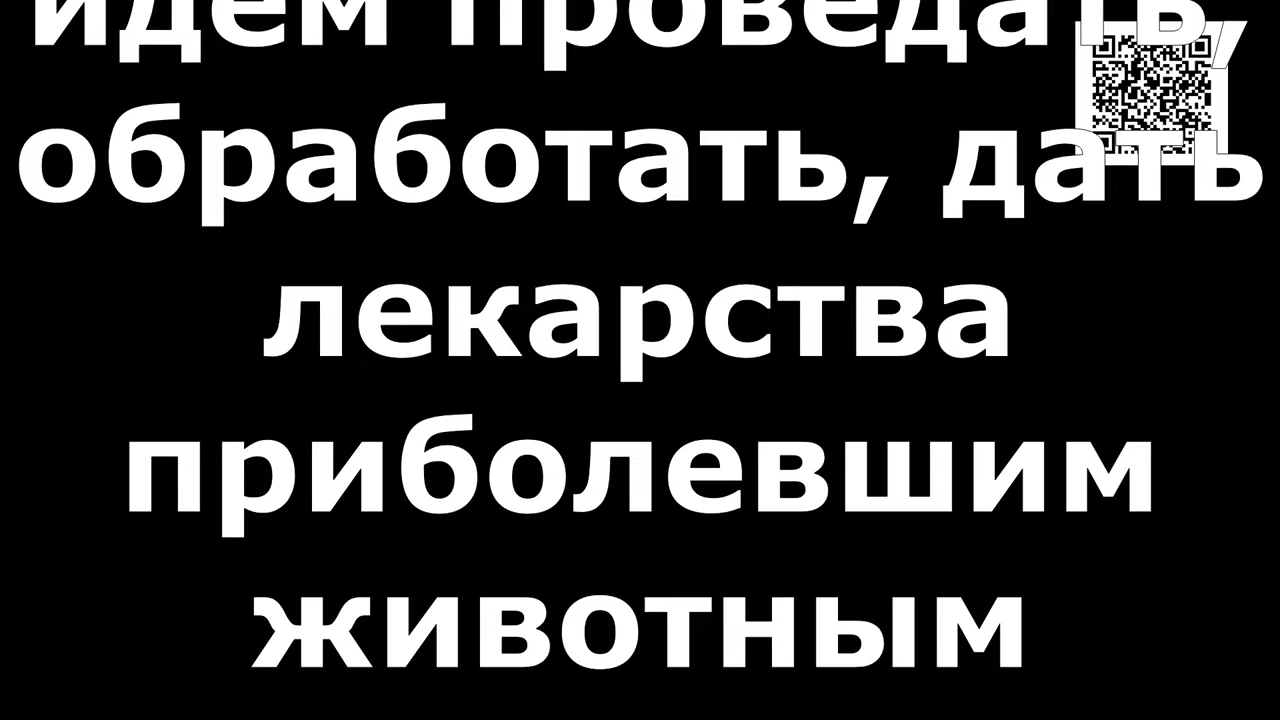 идем проведать,
обработать, дать
лекарства
приболевшим
животным